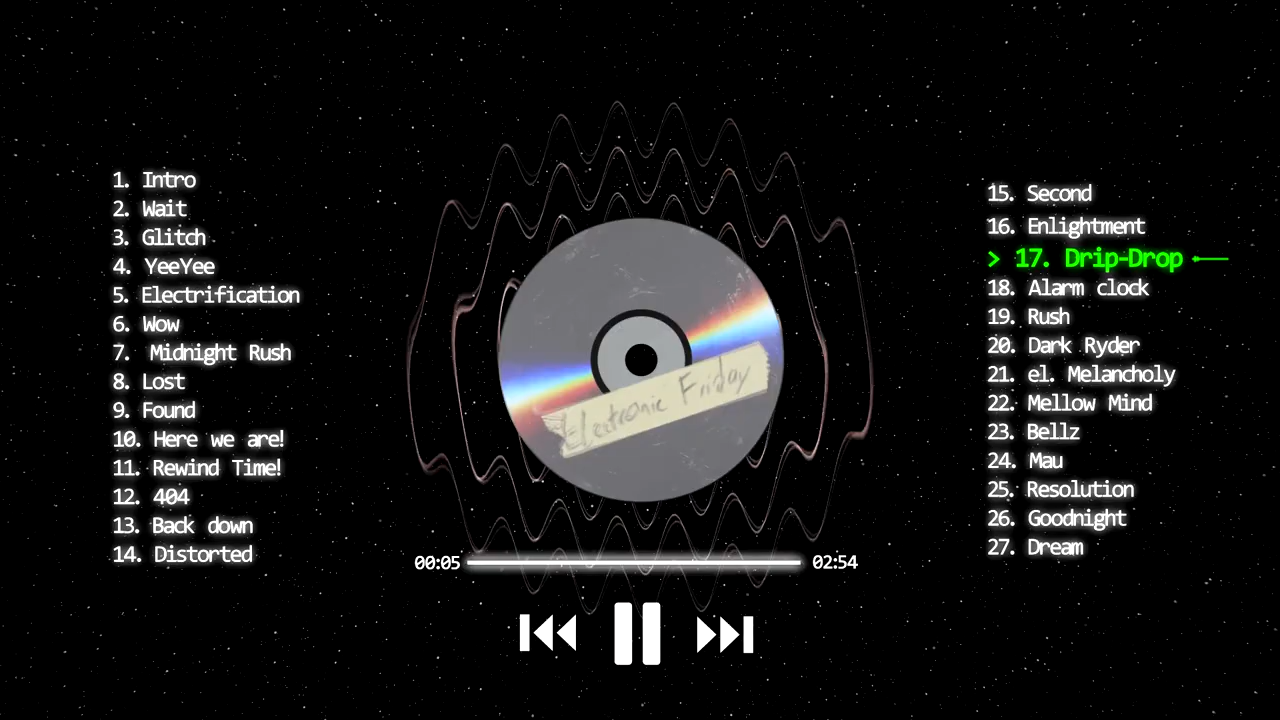 1. Intro
2. Wait
3. Glitch
4. YeeYee
5. Electrification
6. Wow
7. Midnight Rush
8. Lost
9. Found
10. Here we are!
11. Rewind Time!
12. 404
13. Back down
14. Distorted
Electronic Friday
00:05
02:54
15. Second
16. Enlightment
> 17. Drip-Drop
18. Alarm clock
19. Rush
20. Dark Ryder
21. el. Melancholy
22. Mellow Mind
23. Bellz
24. Mau
25. Resolution
26. Goodnight
27. Dream